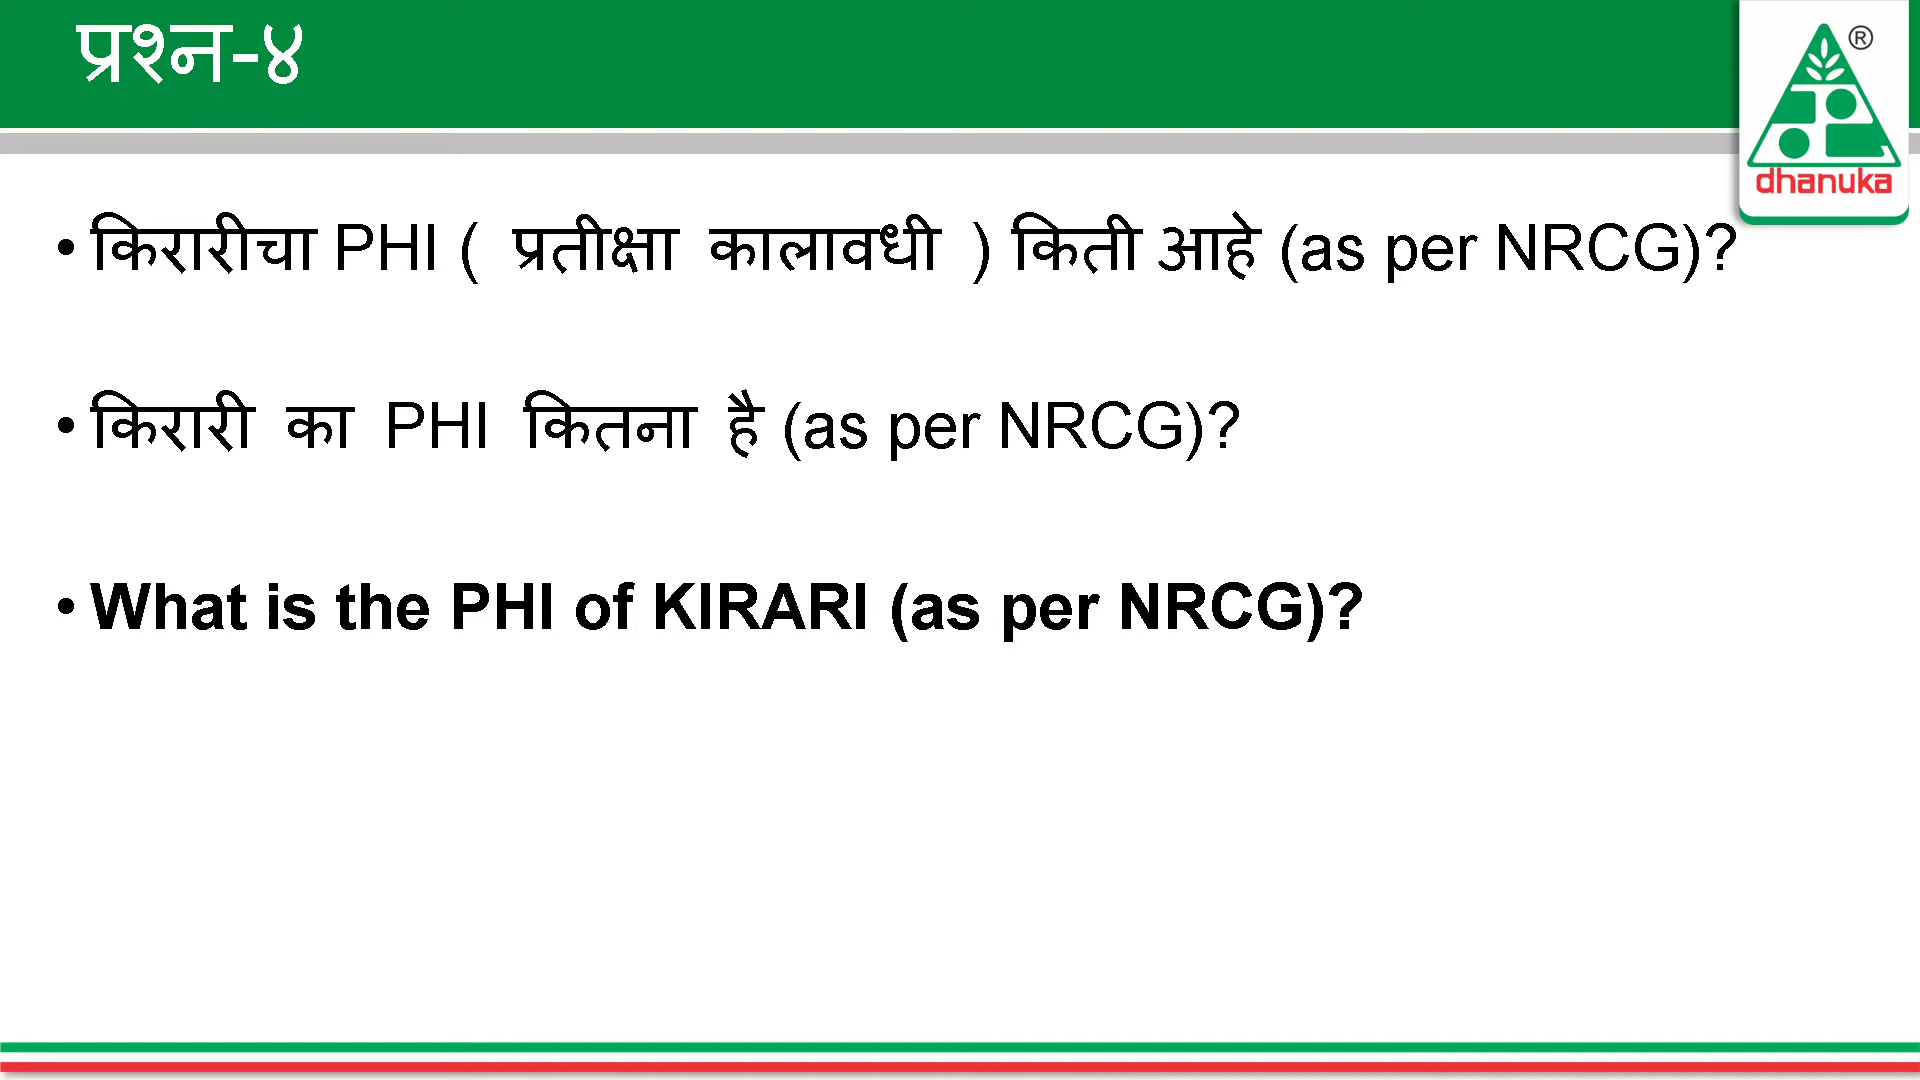 प्रश्न-४
®
dhanuka
• किरारीचा PHI ( प्रतीक्षा कालावधी ) किती आहे (as per NRCG)?
• किरारी का PHI कितना है (as per NRCG)?
• What is the PHI of KIRARI (as per NRCG)?